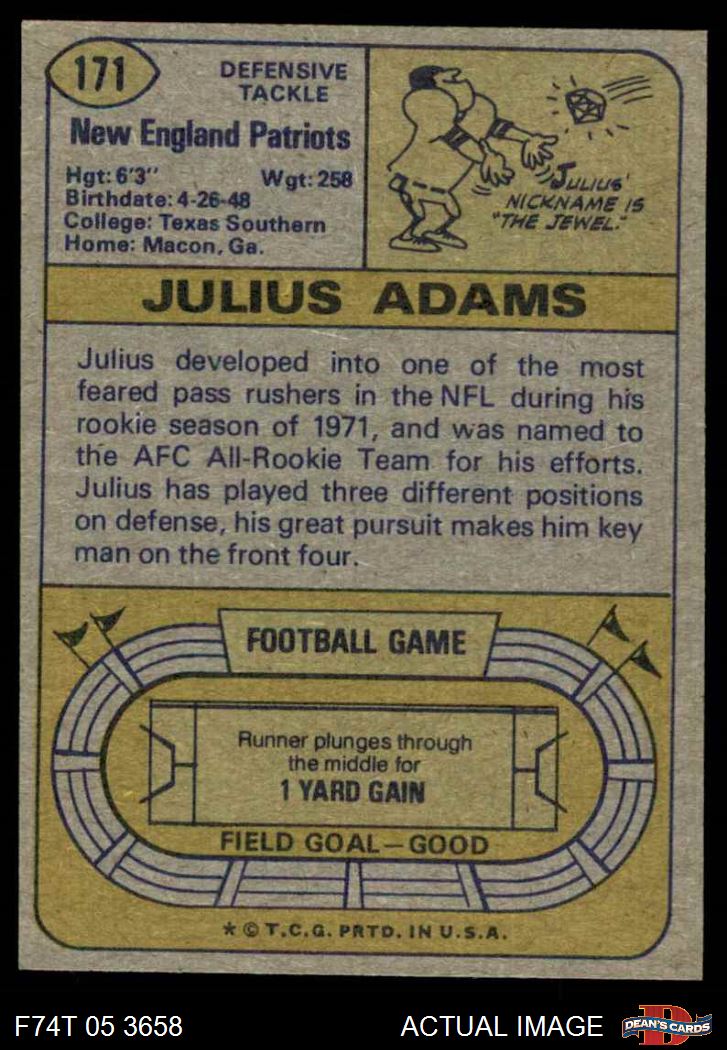 171
DEFENSIVE
TACKLE
New England Patriots
Hgt: 6'3" Wgt: 258
Birthdate: 4-26-48
College: Texas Southern
Home: Macon, Ga.
JULIUS'
NICKNAME IS
"THE JEWEL."
JULIUS ADAMS
Julius developed into one of the most
feared pass rushers in the NFL during his
rookie season of 1971, and was named to
the AFC All-Rookie Team for his efforts.
Julius has played three different positions
on defense, his great pursuit makes him key
man on the front four.
FOOTBALL GAME
Runner plunges through
the middle for
1 YARD GAIN
FIELD GOAL—GOOD
* © T.C.G. PRTD. IN U.S.A.
F74T 05 3658 ACTUAL IMAGE
D
DEAN'S CARDS